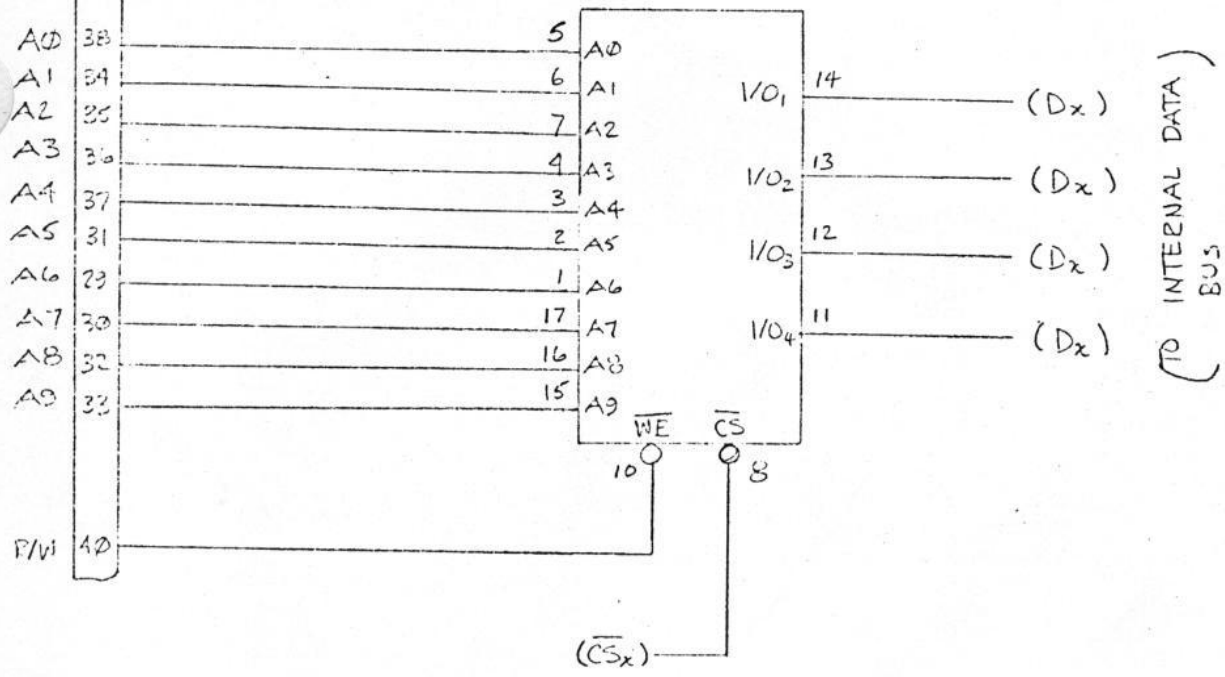 A0 38 5 A0
A1 34 6 A1
A2 35 7 A2
A3 36 4 A3
A4 37 3 A4
A5 31 2 A5
A6 29 1 A6
A7 30 17 A7
A8 32 16 A8
A9 33 15 A9
R/W 40
WE 10
CS 8
(CSx)
I/O1 14 (Dx)
I/O2 13 (Dx)
I/O3 12 (Dx)
I/O4 11 (Dx)
(TO INTERNAL DATA)
BUS